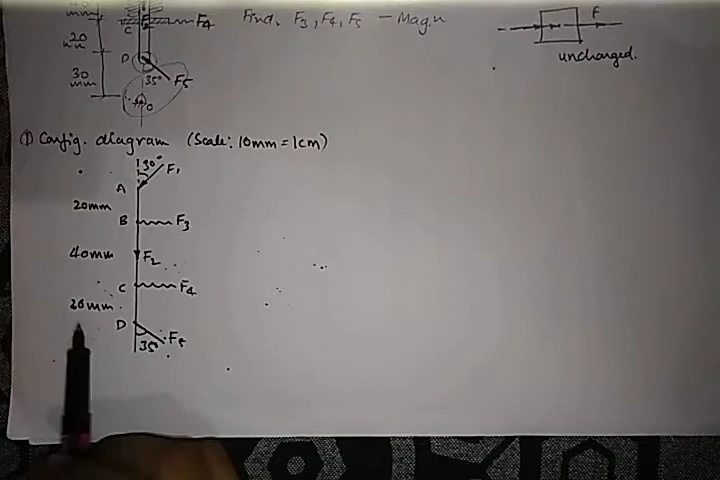 F4
C
20
mm
D
35°
F5
30
mm
O
Find, F3, F4, F5 - Magn
F
uncharged.
① Config. diagram (Scale: 10mm = 1cm)
30° F1
A
20mm
B F3
40mm F2
C F4
20mm
D
F5
35°